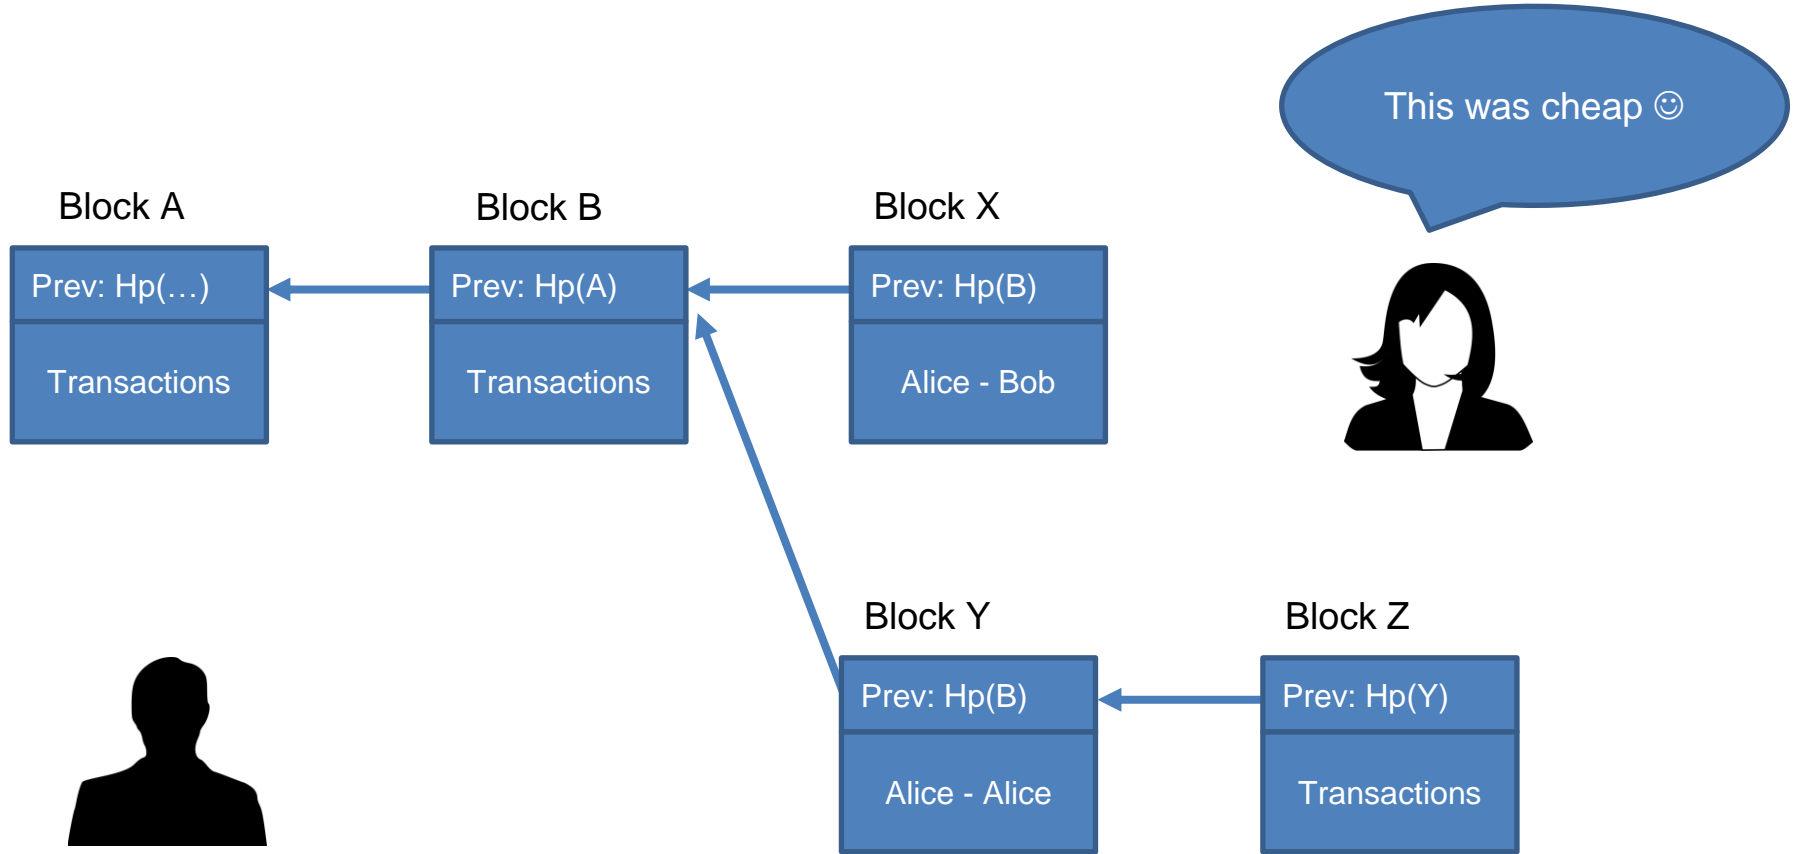 This was cheap ☺
Block A
Block B
Block X
Prev: Hp(…)
Prev: Hp(A)
Prev: Hp(B)
Transactions
Transactions
Alice - Bob
Block Y
Block Z
Prev: Hp(B)
Prev: Hp(Y)
Alice - Alice
Transactions